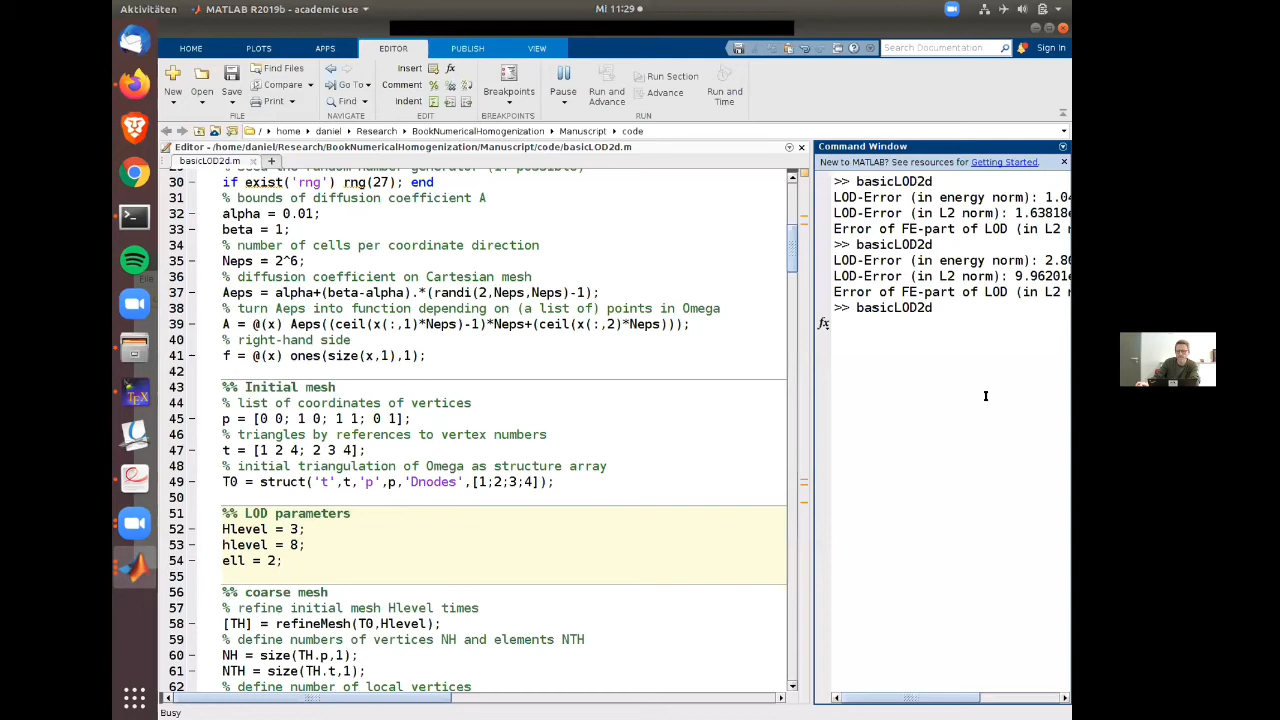 Aktivitäten
MATLAB R2019b - academic use
Mi 11:29
HOME
PLOTS
APPS
EDITOR
PUBLISH
VIEW
Search Documentation
Sign In
New
Open
Save
Find Files
Compare
Print
Go To
Find
Insert
Comment
Indent
fx
Breakpoints
Pause
Run and
Advance
Run Section
Advance
Run and
Time
FILE
NAVIGATE
EDIT
BREAKPOINTS
RUN
/ home daniel Research BookNumericalHomogenization Manuscript code
Editor - /home/daniel/Research/BookNumericalHomogenization/Manuscript/code/basicLOD2d.m
basicLOD2d.m
+
30 if exist('rng') rng(27); end
31 % bounds of diffusion coefficient A
32 alpha = 0.01;
33 beta = 1;
34 % number of cells per coordinate direction
35 Neps = 2^6;
36 % diffusion coefficient on Cartesian mesh
37 Aeps = alpha+(beta-alpha).*(randi(2,Neps,Neps)-1);
38 % turn Aeps into function depending on (a list of) points in Omega
39 A = @(x) Aeps((ceil(x(:,1)*Neps)-1)*Neps+(ceil(x(:,2)*Neps)));
40 % right-hand side
41 f = @(x) ones(size(x,1),1);
42
43 %% Initial mesh
44 % list of coordinates of vertices
45 p = [0 0; 1 0; 1 1; 0 1];
46 % triangles by references to vertex numbers
47 t = [1 2 4; 2 3 4];
48 % initial triangulation of Omega as structure array
49 T0 = struct('t',t,'p',p,'Dnodes',[1;2;3;4]);
50
51 %% LOD parameters
52 Hlevel = 3;
53 hlevel = 8;
54 ell = 2;
55
56 %% coarse mesh
57 % refine initial mesh Hlevel times
58 [TH] = refineMesh(T0,Hlevel);
59 % define numbers of vertices NH and elements NTH
60 NH = size(TH.p,1);
61 NTH = size(TH.t,1);
62 % define number of local vertices
Command Window
New to MATLAB? See resources for Getting Started.
>> basicLOD2d
LOD-Error (in energy norm): 1.04
LOD-Error (in L2 norm): 1.63818e
Error of FE-part of LOD (in L2
>> basicLOD2d
LOD-Error (in energy norm): 2.80
LOD-Error (in L2 norm): 9.96201e
Error of FE-part of LOD (in L2
>> basicLOD2d
fx
TEX
Busy